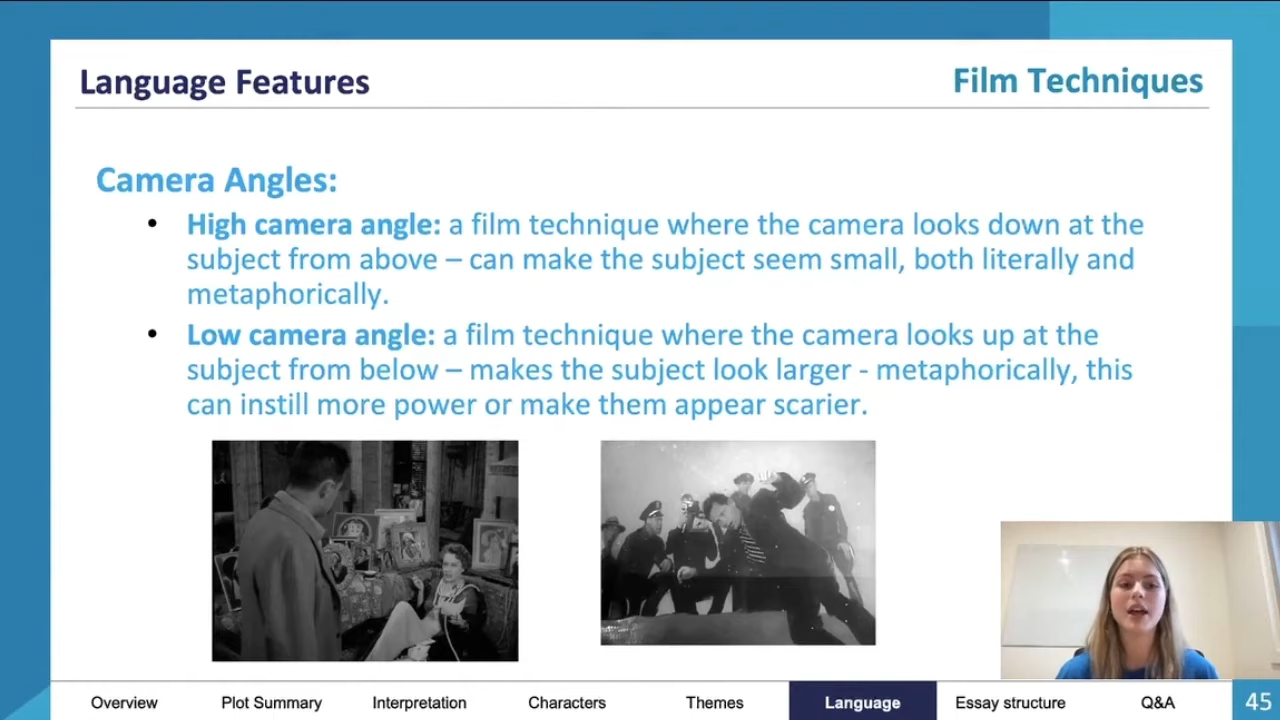 Language Features
Film Techniques
Camera Angles:
• High camera angle: a film technique where the camera looks down at the
subject from above – can make the subject seem small, both literally and
metaphorically.
• Low camera angle: a film technique where the camera looks up at the
subject from below – makes the subject look larger - metaphorically, this
can instill more power or make them appear scarier.
Overview
Plot Summary
Interpretation
Characters
Themes
Language
Essay structure
Q&A
45